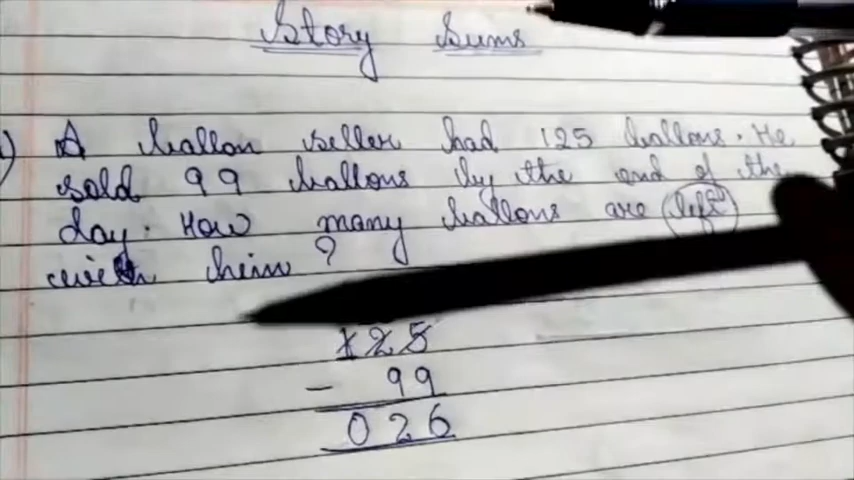 Story Sums
) A ballon seller had 125 ballons. He
sold 99 ballons by the end of the
day. How many ballons are left
with him?
125
- 99
026